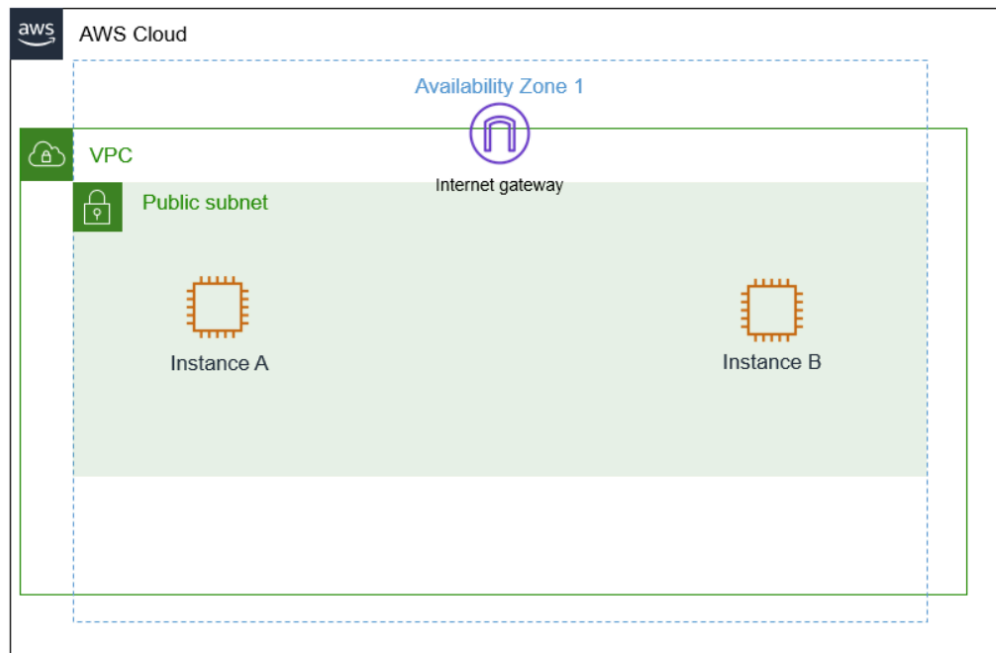 aws
AWS Cloud
Availability Zone 1
VPC
Internet gateway
Public subnet
Instance A
Instance B